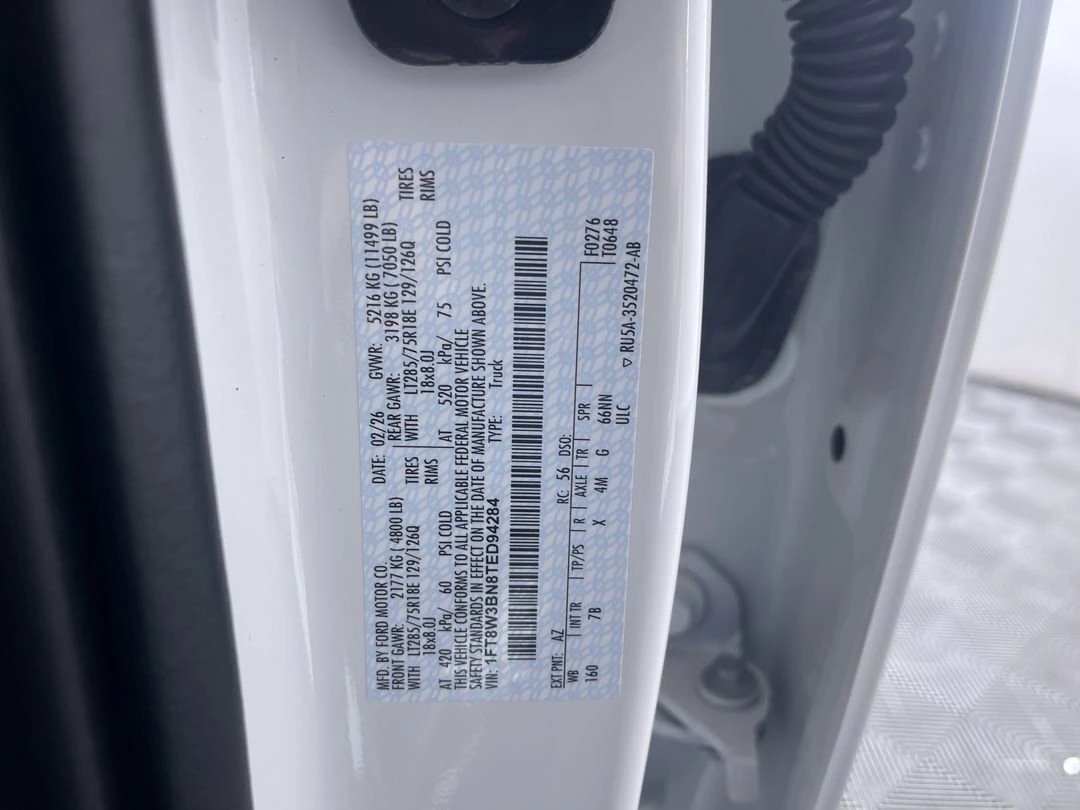 MFD. BY FORD MOTOR CO.
DATE: 02/26 GVWR: 5216 KG (11499 LB)
FRONT GAWR: 2177 KG ( 4800 LB) REAR GAWR: 3198 KG ( 7050 LB)
WITH LT285/75R18E 129/126Q TIRES WITH LT285/75R18E 129/126Q TIRES
18x8.0J RIMS 18x8.0J RIMS
AT 420 kPa/ 60 PSI COLD AT 520 kPa/ 75 PSI COLD
THIS VEHICLE CONFORMS TO ALL APPLICABLE FEDERAL MOTOR VEHICLE
SAFETY STANDARDS IN EFFECT ON THE DATE OF MANUFACTURE SHOWN ABOVE.
VIN: 1FT8W3BN8TED94284 TYPE: Truck
EXT PNT: AZ RC: 56 DSO: F0276
WB INT TR TP/PS R AXLE TR SPR T0648
160 7B X 4M G 66NN
ULC ▽ RU5A-3520472-AB